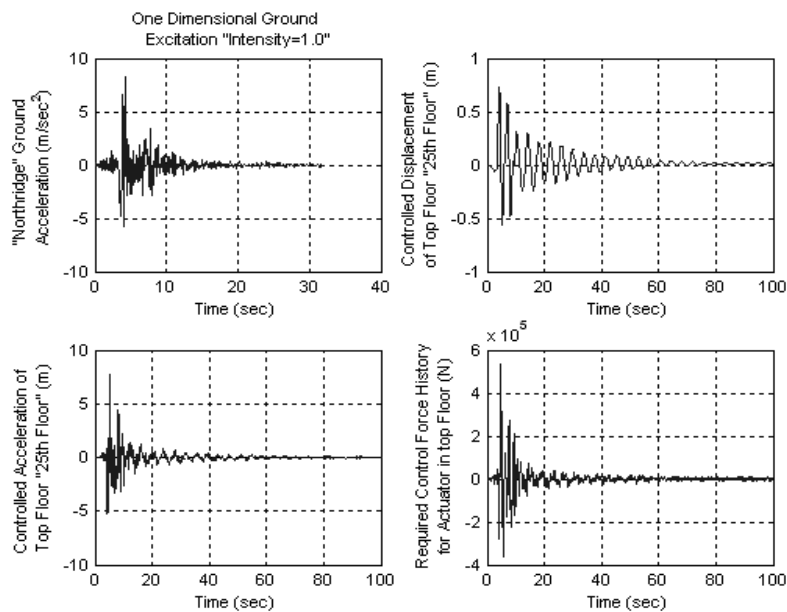 One Dimensional Ground
Excitation "Intensity=1.0"
"Northridge" Ground
Acceleration (m/sec²)
10
5
0
-5
-10
0 10 20 30 40
Time (sec)
Controlled Displacement
of Top Floor "25th Floor" (m)
1
0.5
0
-0.5
-1
0 20 40 60 80 100
Time (sec)
Controlled Acceleration of
Top Floor "25th Floor" (m)
10
5
0
-5
-10
0 20 40 60 80 100
Time (sec)
Required Control Force History
for Actuator in top Floor (N)
x 10⁵
6
4
2
0
-2
-4
0 20 40 60 80 100
Time (sec)